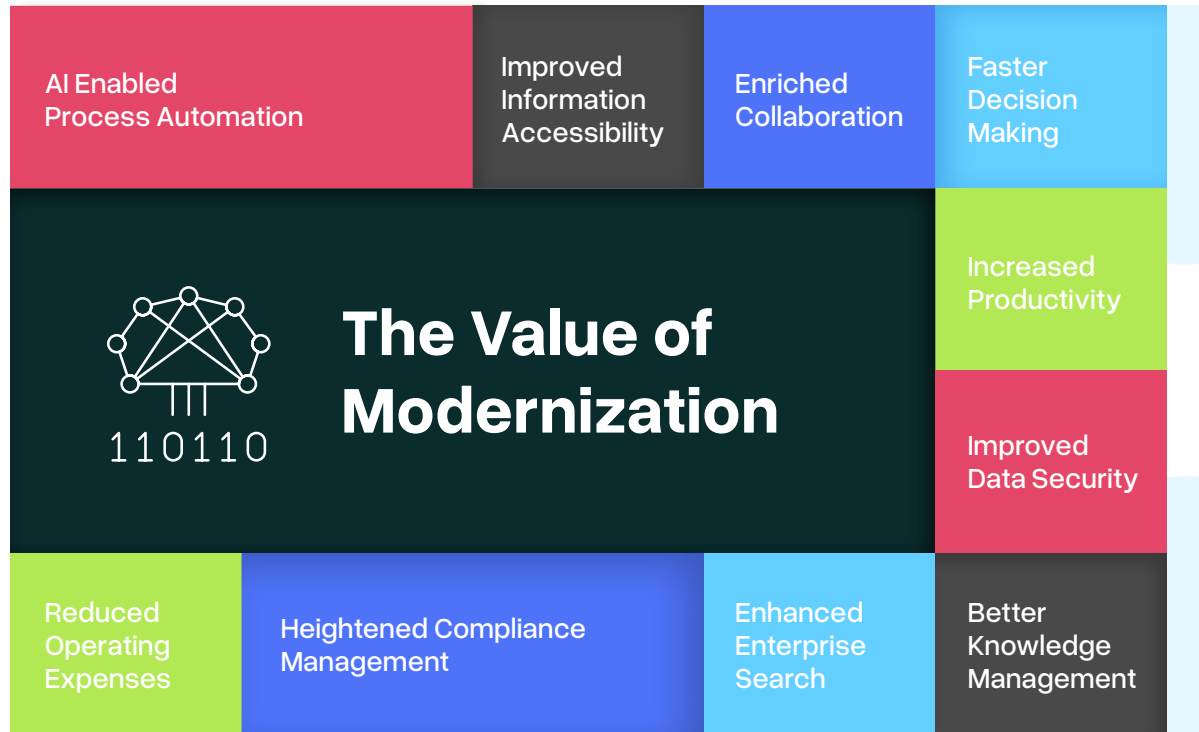 AI Enabled
Process Automation
Improved
Information
Accessibility
Enriched
Collaboration
Faster
Decision
Making
The Value of
Modernization
110110
Increased
Productivity
Improved
Data Security
Reduced
Operating
Expenses
Heightened Compliance
Management
Enhanced
Enterprise
Search
Better
Knowledge
Management